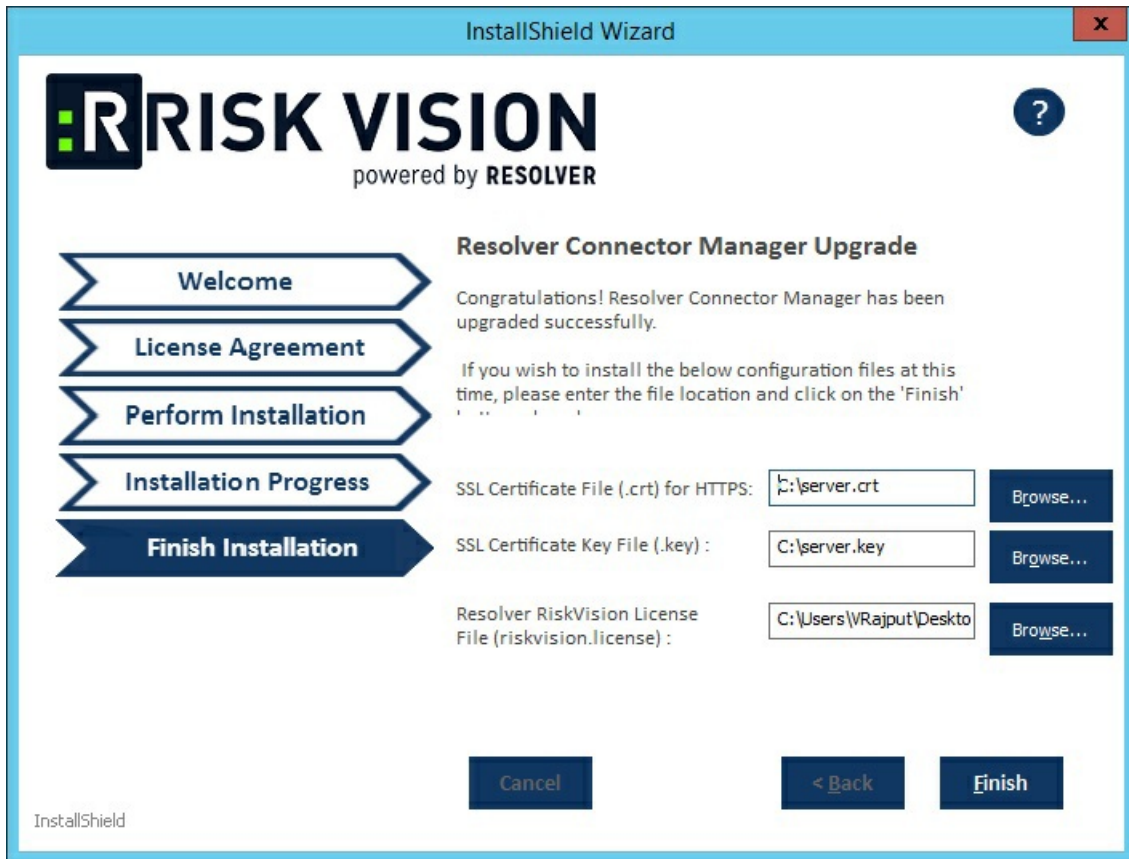 InstallShield Wizard
x
:R RISK VISION
powered by RESOLVER
?
Welcome
License Agreement
Perform Installation
Installation Progress
Finish Installation
Resolver Connector Manager Upgrade
Congratulations! Resolver Connector Manager has been
upgraded successfully.
If you wish to install the below configuration files at this
time, please enter the file location and click on the 'Finish'
SSL Certificate File (.crt) for HTTPS:
C:\server.crt
Browse...
SSL Certificate Key File (.key) :
C:\server.key
Browse...
Resolver RiskVision License
File (riskvision.license) :
C:\Users\VRajput\Deskto
Browse...
Cancel
< Back
Finish
InstallShield